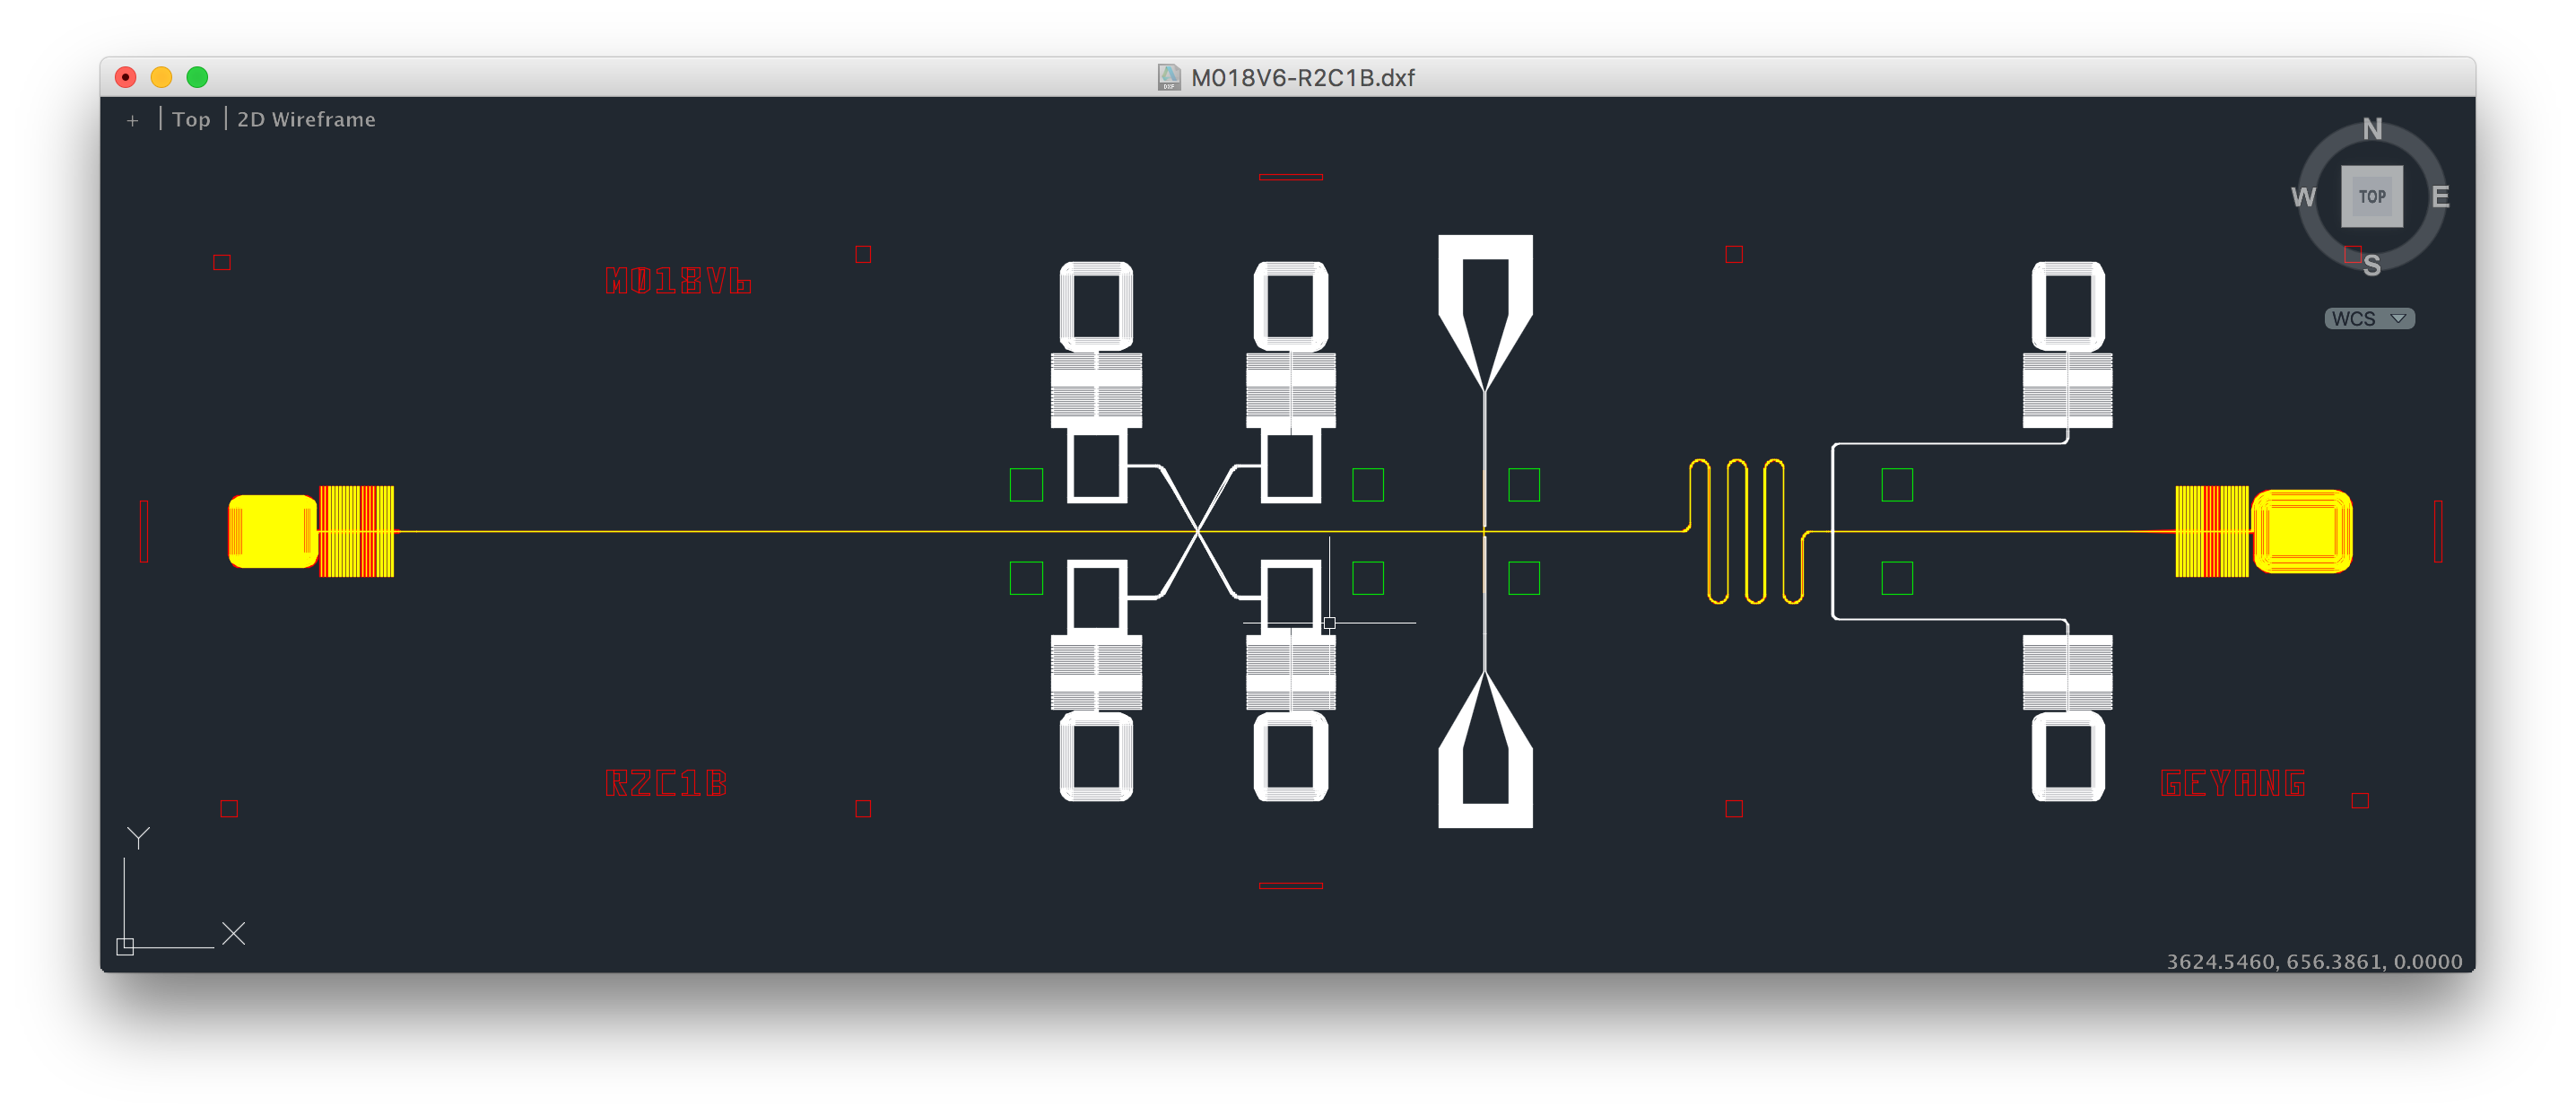 M018V6-R2C1B.dxf
+ | Top | 2D Wireframe
N
W TOP E
S
WCS
M018V6
R2C1B
GEYANG
Y
X
3624.5460, 656.3861, 0.0000